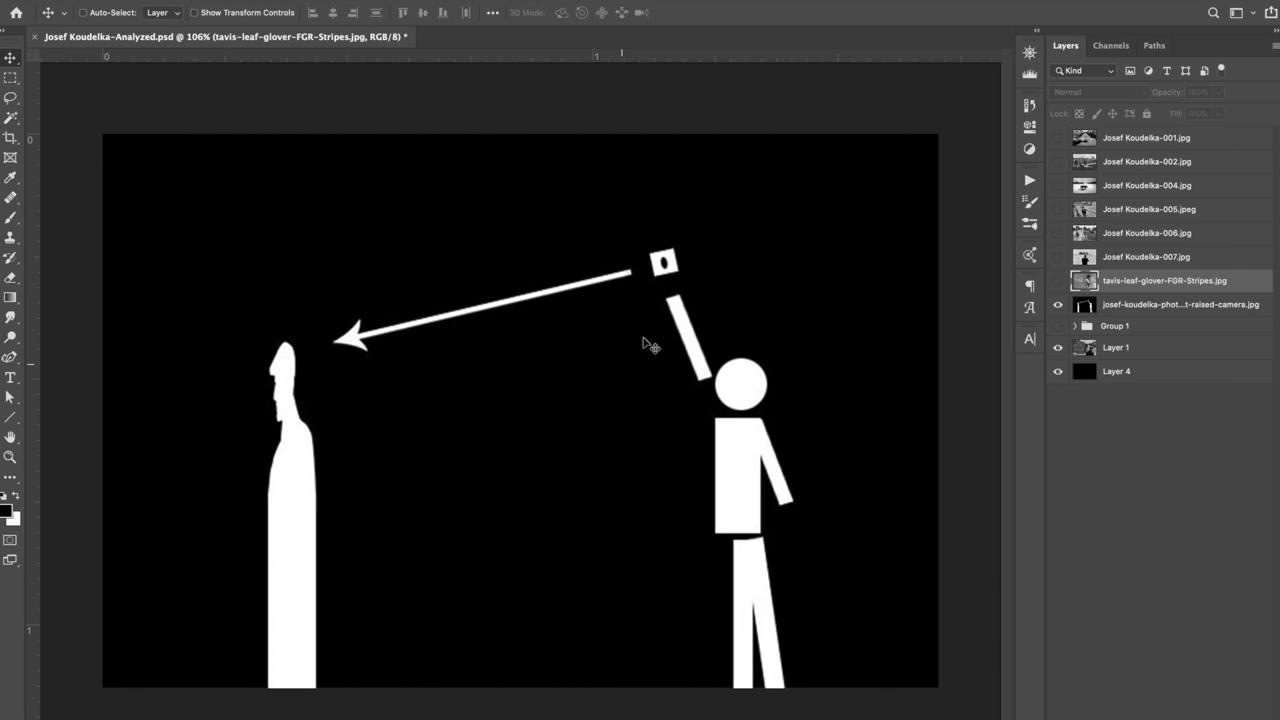 Auto-Select:
Layer
Show Transform Controls
3D Mode:
Josef Koudelka-Analyzed.psd @ 106% (tavis-leaf-glover-FGR-Stripes.jpg, RGB/8) *
0
1
0
1
Layers
Channels
Paths
Kind
Normal
Opacity: 100%
Lock:
Fill: 100%
Josef Koudelka-001.jpg
Josef Koudelka-002.jpg
Josef Koudelka-004.jpg
Josef Koudelka-005.jpeg
Josef Koudelka-006.jpg
Josef Koudelka-007.jpg
tavis-leaf-glover-FGR-Stripes.jpg
josef-koudelka-phot...t-raised-camera.jpg
Group 1
Layer 1
Layer 4